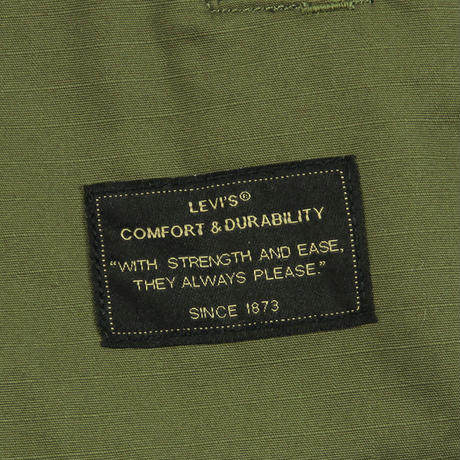 LEVI'S®
COMFORT & DURABILITY
“WITH STRENGTH AND EASE,
THEY ALWAYS PLEASE.”
SINCE 1873